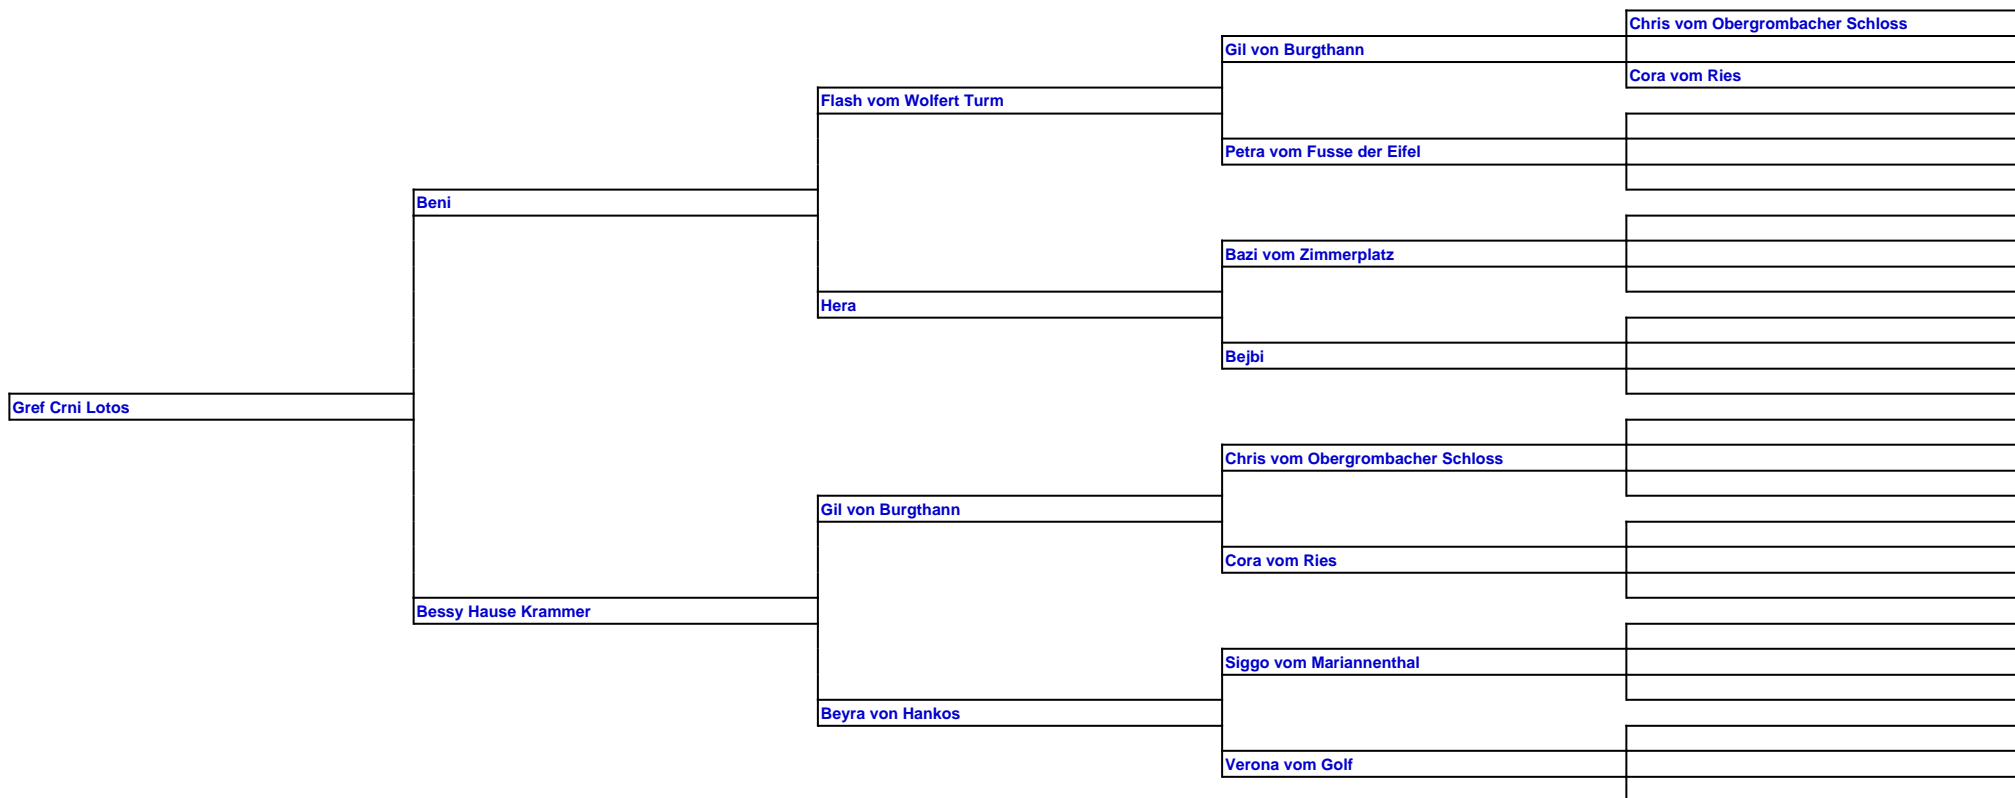 Chris vom Obergrombacher Schloss
Gil von Burgthann
Cora vom Ries
Flash vom Wolfert Turm
Petra vom Fusse der Eifel
Beni
Bazi vom Zimmerplatz
Hera
Bejbi
Gref Crni Lotos
Chris vom Obergrombacher Schloss
Gil von Burgthann
Cora vom Ries
Bessy Hause Krammer
Siggo vom Mariannenthal
Beyra von Hankos
Verona vom Golf